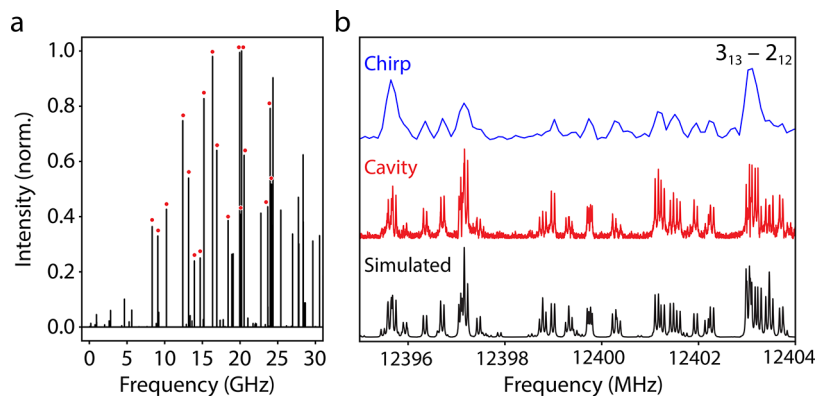 a
b
1.0
0.8
0.6
0.4
0.2
0.0
Intensity (norm.)
0 5 10 15 20 25 30
Frequency (GHz)
Chirp
3₁₃ – 2₁₂
Cavity
Simulated
12396 12398 12400 12402 12404
Frequency (MHz)